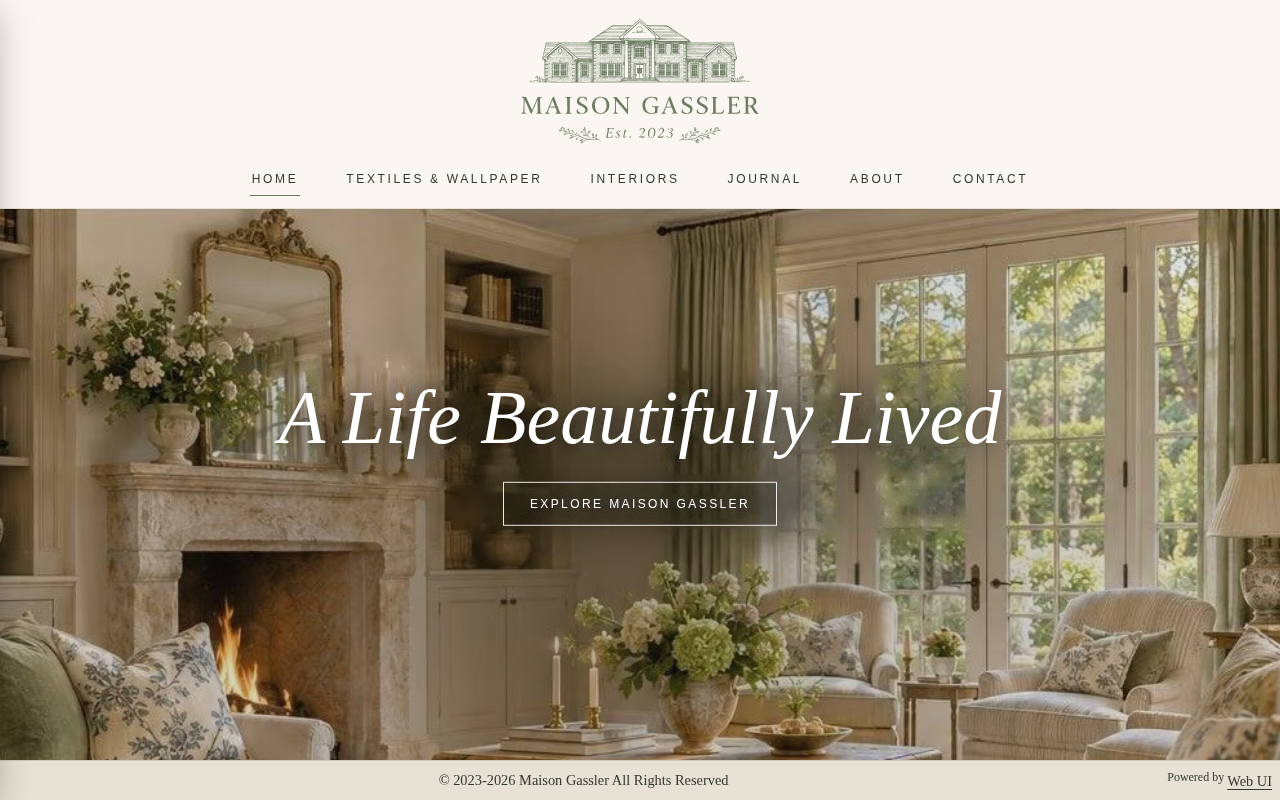 MAISON GASSLER
Est. 2023
HOME TEXTILES & WALLPAPER INTERIORS JOURNAL ABOUT CONTACT
A Life Beautifully Lived
EXPLORE MAISON GASSLER
© 2023-2026 Maison Gassler All Rights Reserved
Powered by Web UI